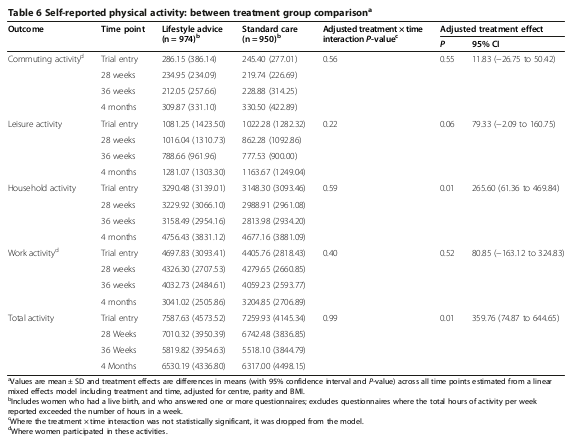 Table 6 Self-reported physical activity: between treatment group comparisonᵃ
Outcome Time point Lifestyle advice (n = 974)ᵇ Standard care (n = 950)ᵇ Adjusted treatment × time interaction P-valueᶜ Adjusted treatment effect
P 95% CI
Commuting activityᵈ Trial entry 286.15 (386.14) 245.40 (277.01) 0.56 0.55 11.83 (−26.75 to 50.42)
28 weeks 234.95 (234.09) 219.74 (226.69)
36 weeks 212.05 (257.66) 228.88 (314.25)
4 months 309.87 (331.10) 330.50 (422.89)
Leisure activity Trial entry 1081.25 (1423.50) 1022.28 (1282.32) 0.22 0.06 79.33 (−2.09 to 160.75)
28 weeks 1016.04 (1310.73) 862.28 (1092.86)
36 weeks 788.66 (961.96) 777.53 (900.00)
4 months 1281.07 (1303.30) 1163.67 (1249.04)
Household activity Trial entry 3290.48 (3139.01) 3148.30 (3093.46) 0.59 0.01 265.60 (61.36 to 469.84)
28 weeks 3229.92 (3066.10) 2988.91 (2961.08)
36 weeks 3158.49 (2954.16) 2813.98 (2934.20)
4 months 4756.43 (3831.12) 4677.16 (3881.09)
Work activityᵈ Trial entry 4697.83 (3093.41) 4405.76 (2818.43) 0.40 0.52 80.85 (−163.12 to 324.83)
28 weeks 4326.30 (2707.53) 4279.65 (2660.85)
36 weeks 4032.73 (2484.61) 4059.23 (2593.77)
4 months 3041.02 (2505.86) 3204.85 (2706.89)
Total activity Trial entry 7587.63 (4573.52) 7259.93 (4145.34) 0.99 0.01 359.76 (74.87 to 644.65)
28 Weeks 7010.32 (3950.39) 6742.48 (3836.85)
36 Weeks 5819.82 (3954.63) 5518.10 (3844.79)
4 Months 6530.19 (4336.80) 6317.00 (4498.15)
ᵃValues are mean ± SD and treatment effects are differences in means (with 95% confidence interval and P-value) across all time points estimated from a linear
mixed effects model including treatment and time, adjusted for centre, parity and BMI.
ᵇIncludes women who had a live birth, and who answered one or more questionnaires; excludes questionnaires where the total hours of activity per week
reported exceeded the number of hours in a week.
ᶜWhere the treatment × time interaction was not statistically significant, it was dropped from the model.
ᵈWhere women participated in these activities.